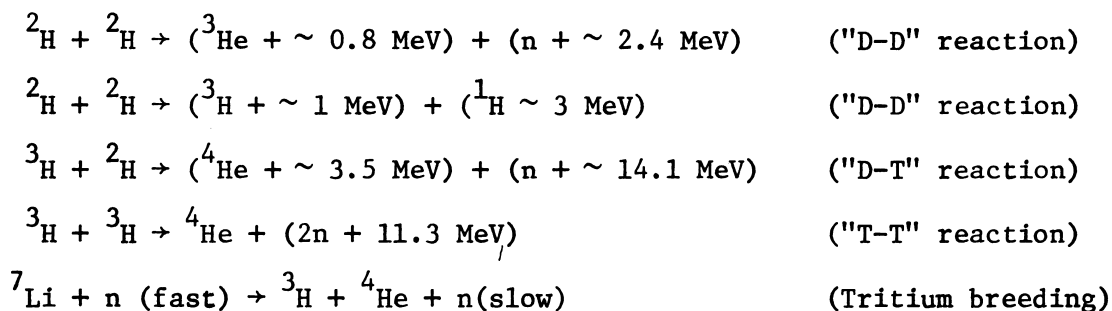 ²H + ²H → (³He + ~ 0.8 MeV) + (n + ~ 2.4 MeV) ("D-D" reaction)
²H + ²H → (³H + ~ 1 MeV) + (¹H ~ 3 MeV) ("D-D" reaction)
³H + ²H → (⁴He + ~ 3.5 MeV) + (n + ~ 14.1 MeV) ("D-T" reaction)
³H + ³H → ⁴He + (2n + 11.3 MeV) ("T-T" reaction)
⁷Li + n (fast) → ³H + ⁴He + n(slow) (Tritium breeding)